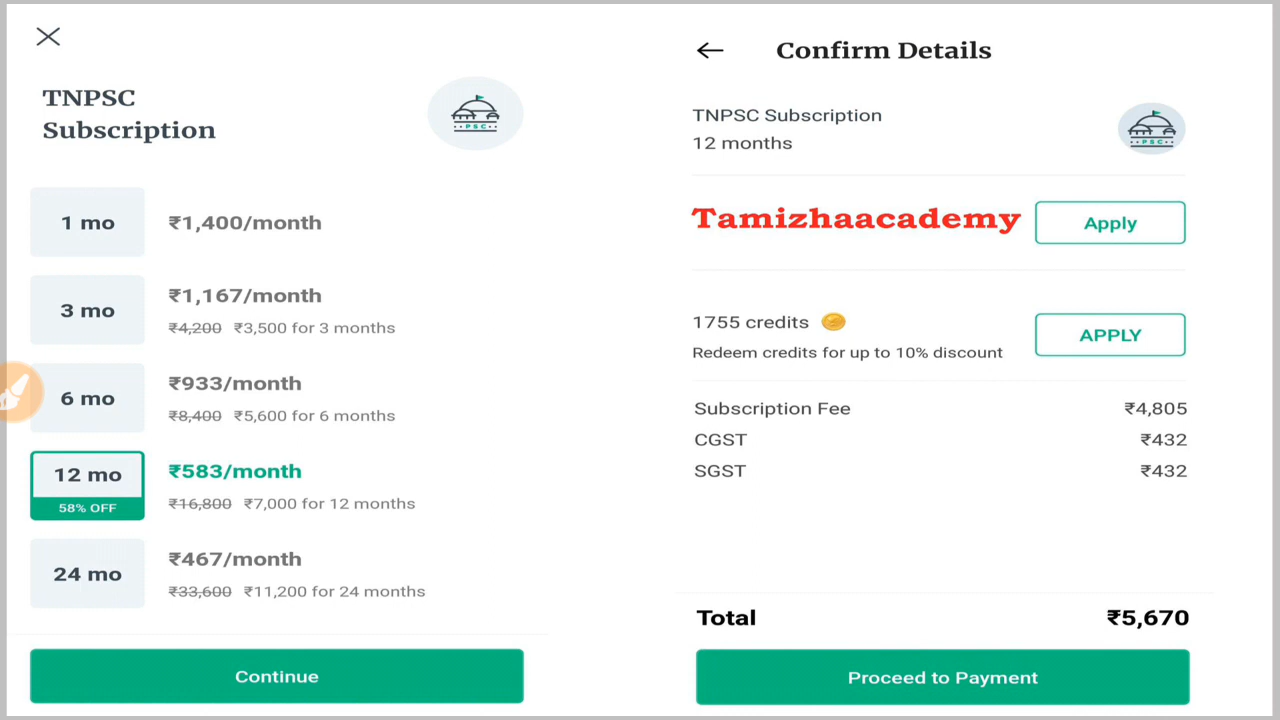 TNPSC
Subscription
PSC
1 mo
₹1,400/month
3 mo
₹1,167/month
₹4,200 ₹3,500 for 3 months
6 mo
₹933/month
₹8,400 ₹5,600 for 6 months
12 mo
58% OFF
₹583/month
₹16,800 ₹7,000 for 12 months
24 mo
₹467/month
₹33,600 ₹11,200 for 24 months
Continue
Confirm Details
TNPSC Subscription
12 months
PSC
Tamizhaacademy
Apply
1755 credits
Redeem credits for up to 10% discount
APPLY
Subscription Fee ₹4,805
CGST ₹432
SGST ₹432
Total ₹5,670
Proceed to Payment